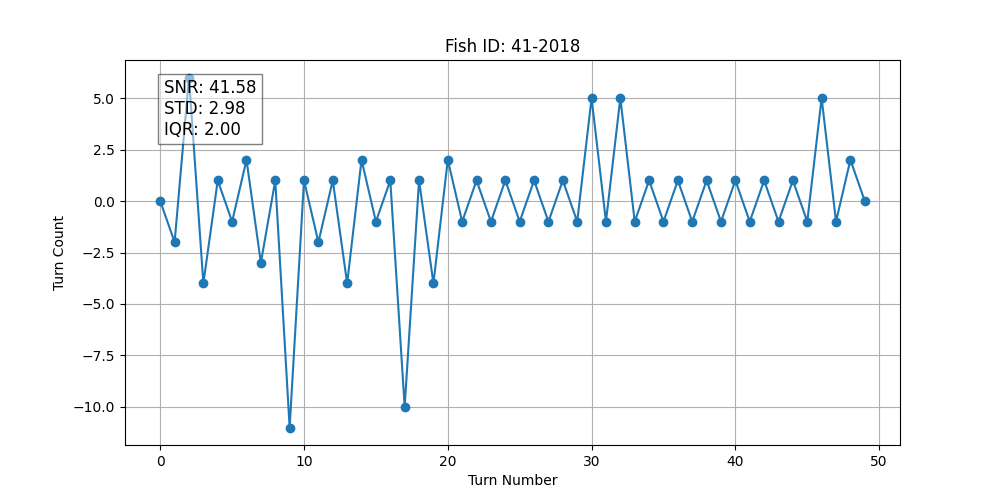 Fish ID: 41-2018
SNR: 41.58
STD: 2.98
IQR: 2.00
5.0
2.5
0.0
−2.5
−5.0
−7.5
−10.0
Turn Count
0 10 20 30 40 50
Turn Number